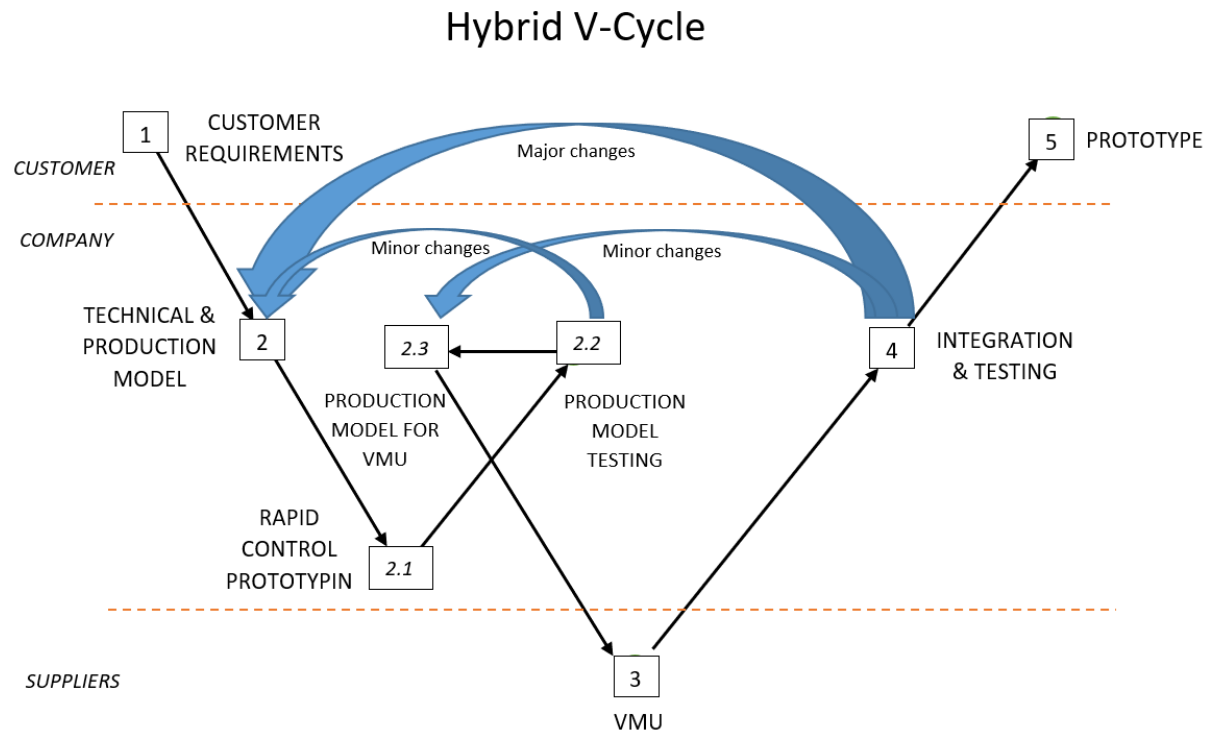 Hybrid V-Cycle
1
CUSTOMER
REQUIREMENTS
Major changes
5
PROTOTYPE
CUSTOMER
COMPANY
Minor changes
Minor changes
TECHNICAL &
PRODUCTION
MODEL
2
2.3
2.2
4
INTEGRATION
& TESTING
PRODUCTION
MODEL FOR
VMU
PRODUCTION
MODEL
TESTING
RAPID
CONTROL
PROTOTYPIN
2.1
SUPPLIERS
3
VMU